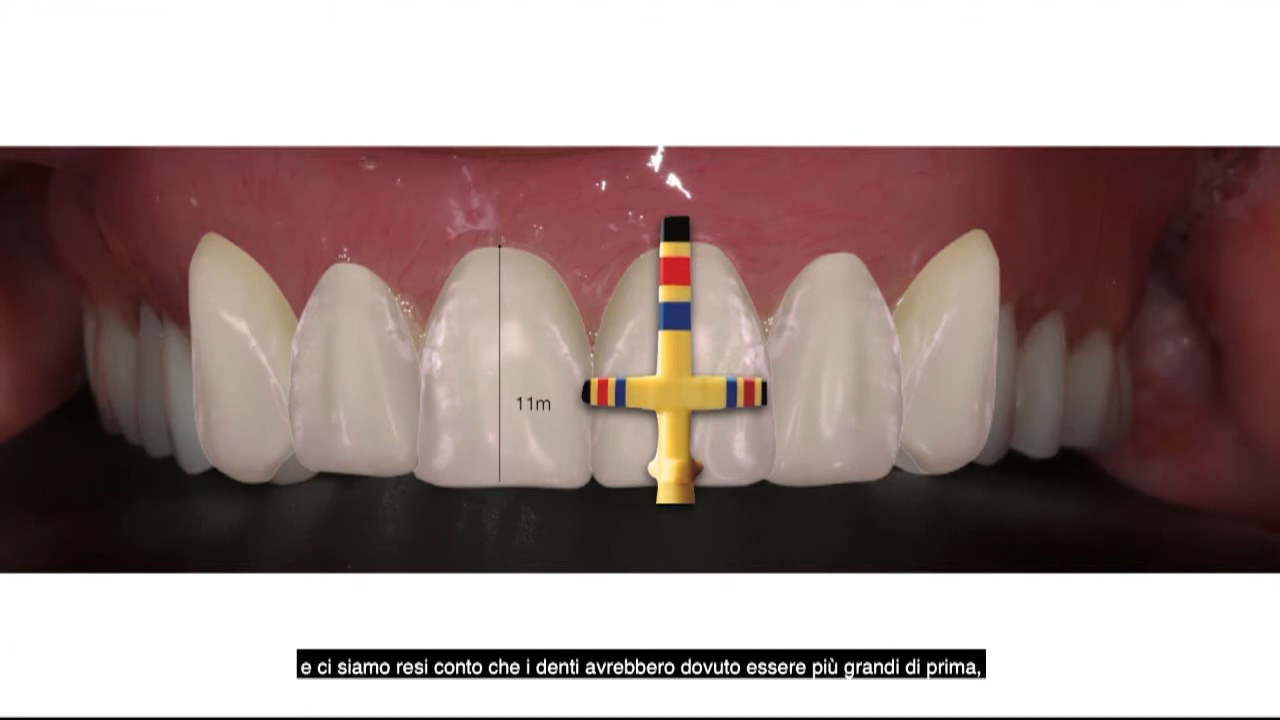 11m
e ci siamo resi conto che i denti avrebbero dovuto essere più grandi di prima,